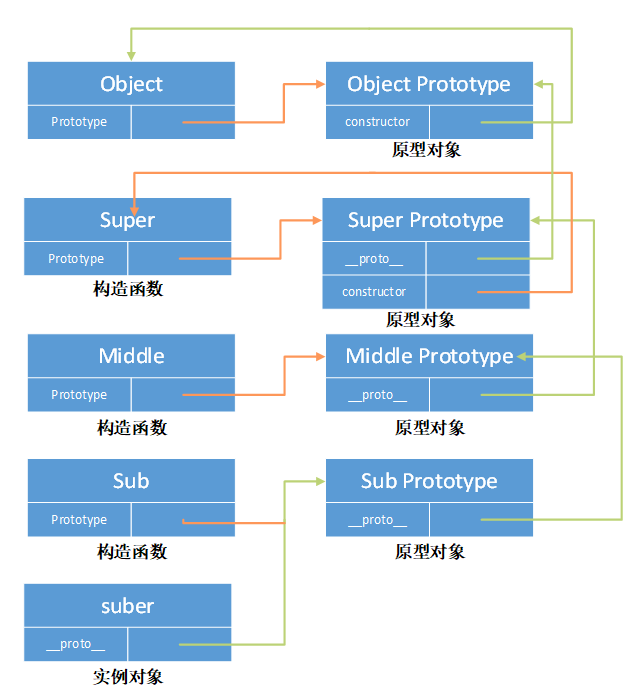 Object
Object Prototype
Prototype
constructor
原型对象
Super
Super Prototype
Prototype
__proto__
构造函数
constructor
原型对象
Middle
Middle Prototype
Prototype
__proto__
构造函数
原型对象
Sub
Sub Prototype
Prototype
__proto__
构造函数
原型对象
suber
__proto__
实例对象